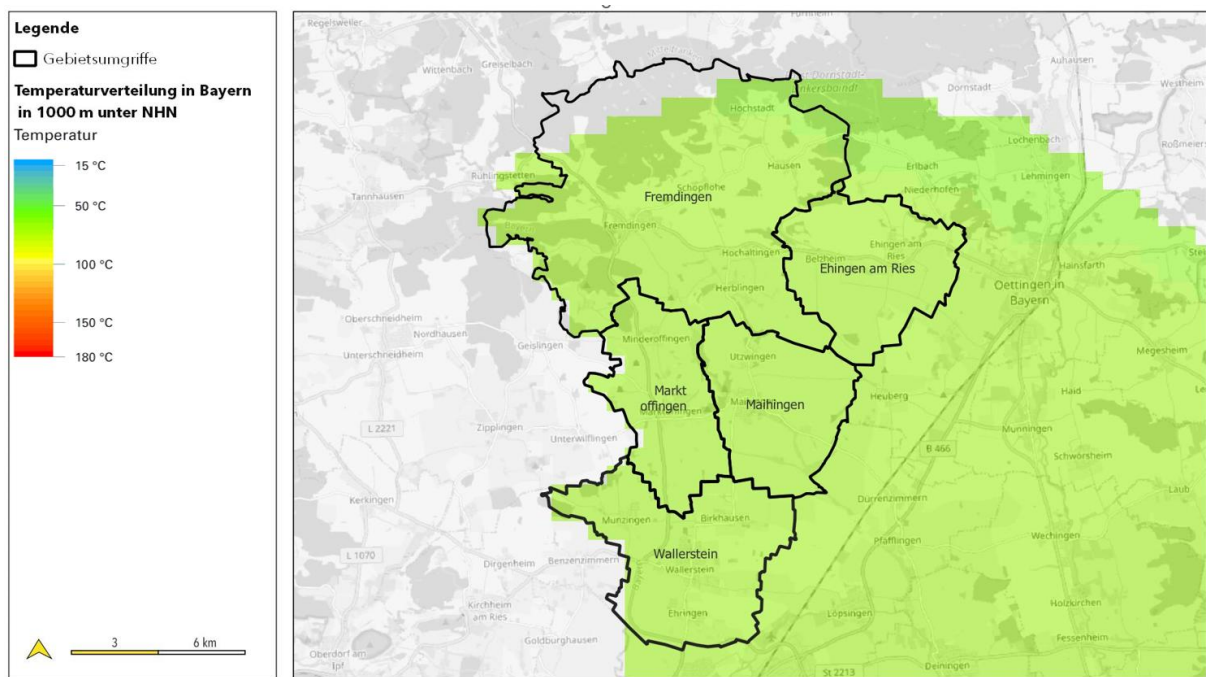 Legende
Gebietsumgriffe
Temperaturverteilung in Bayern
in 1000 m unter NHN
Temperatur
15 °C
50 °C
100 °C
150 °C
180 °C
3 6 km
Regelsweiler
Wittenbach
Greiselbach
Dornstadt
Auhausen
Westheim
Hochstadt
Lochenbach
Hausen
Erlbach
Lehmingen
Rühlingstetten
Tannhausen
Schopflohe
Niederhofen
Fremdingen
Fremdingen
Hochaltingen
Ehingen am
Ries
Ehingen am Ries
Hainsfarth
Oettingen in
Bayern
Herblingen
Oberschneidheim
Nordhausen
Unterschneidheim
Geislingen
Minderoffingen
Utzwingen
Megesheim
Markt
offingen
Maihingen
Heuberg
Haid
L 2221
Zipplingen
Unterwilflingen
B 466
Munningen
Schwörsheim
Kerkingen
Laub
Dürrenzimmern
Munzingen
Birkhausen
Wallerstein
Wallerstein
Pfäfflingen
Wechingen
L 1070
Dirgenheim
Benzenzimmern
Kirchheim
am Ries
Ehringen
Löpsingen
Holzkirchen
Goldburghausen
Fessenheim
Oberdorf am
Ipf
St 2213
Deiningen